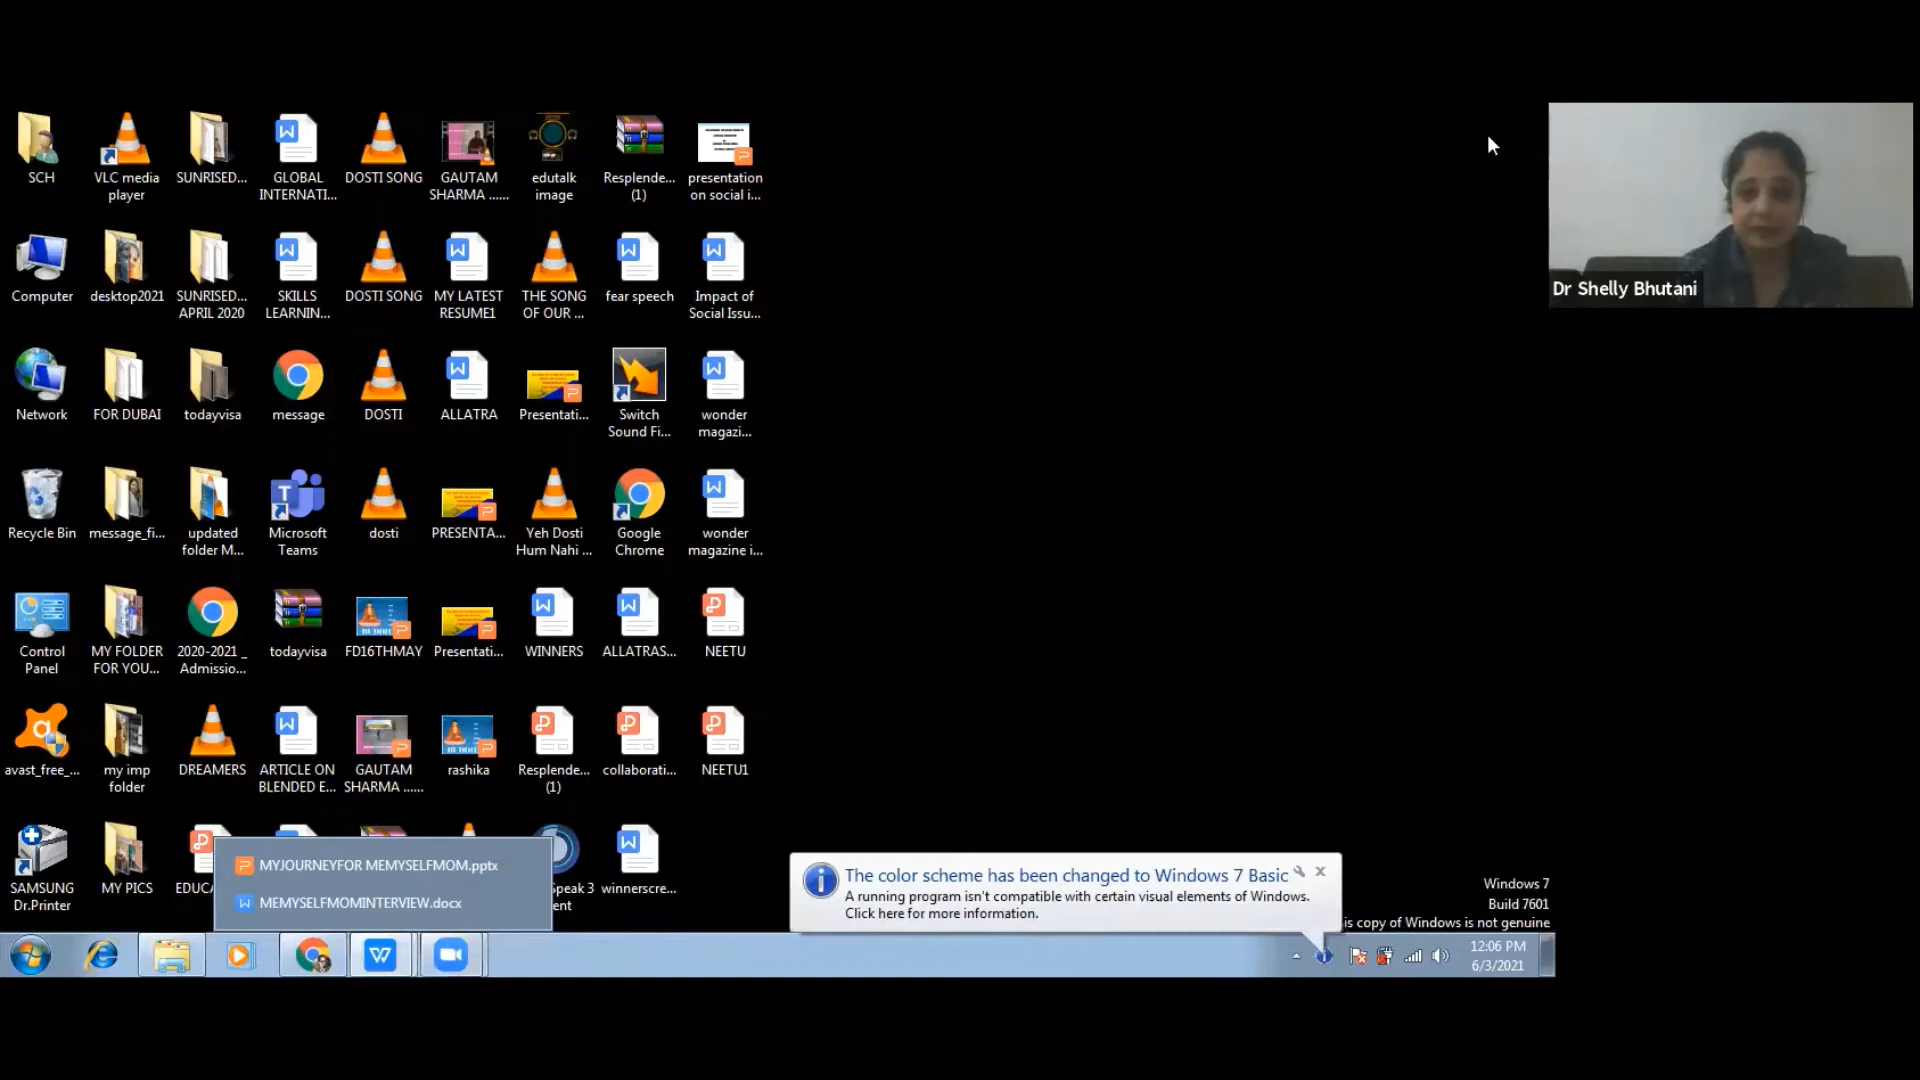 SCH
VLC media
player
SUNRISED...
GLOBAL
INTERNATI...
DOSTI SONG
GAUTAM
SHARMA ......
edutalk
image
Resplende...
(1)
presentation
on social i...
Computer
desktop2021
SUNRISED...
APRIL 2020
SKILLS
LEARNIN...
DOSTI SONG
MY LATEST
RESUME1
THE SONG
OF OUR ...
fear speech
Impact of
Social Issu...
Dr Shelly Bhutani
Network
FOR DUBAI
todayvisa
message
DOSTI
ALLATRA
Presentati...
Switch
Sound Fi...
wonder
magazi...
Recycle Bin
message_fi...
updated
folder M...
Microsoft
Teams
dosti
PRESENTA...
Yeh Dosti
Hum Nahi ...
Google
Chrome
wonder
magazine i...
Control
Panel
MY FOLDER
FOR YOU...
2020-2021 _
Admissio...
todayvisa
FD16THMAY
Presentati...
WINNERS
ALLATRAS...
NEETU
avast_free_...
my imp
folder
DREAMERS
ARTICLE ON
BLENDED E...
GAUTAM
SHARMA ......
rashika
Resplende...
(1)
collaborati...
NEETU1
SAMSUNG
Dr.Printer
MY PICS
EDUCA
MYJOURNEYFOR MEMYSELFMOM.pptx
MEMYSELFMOMINTERVIEW.docx
Speak 3
ent
winnerscre...
The color scheme has been changed to Windows 7 Basic
A running program isn't compatible with certain visual elements of Windows.
Click here for more information.
Windows 7
Build 7601
is copy of Windows is not genuine
12:06 PM
6/3/2021